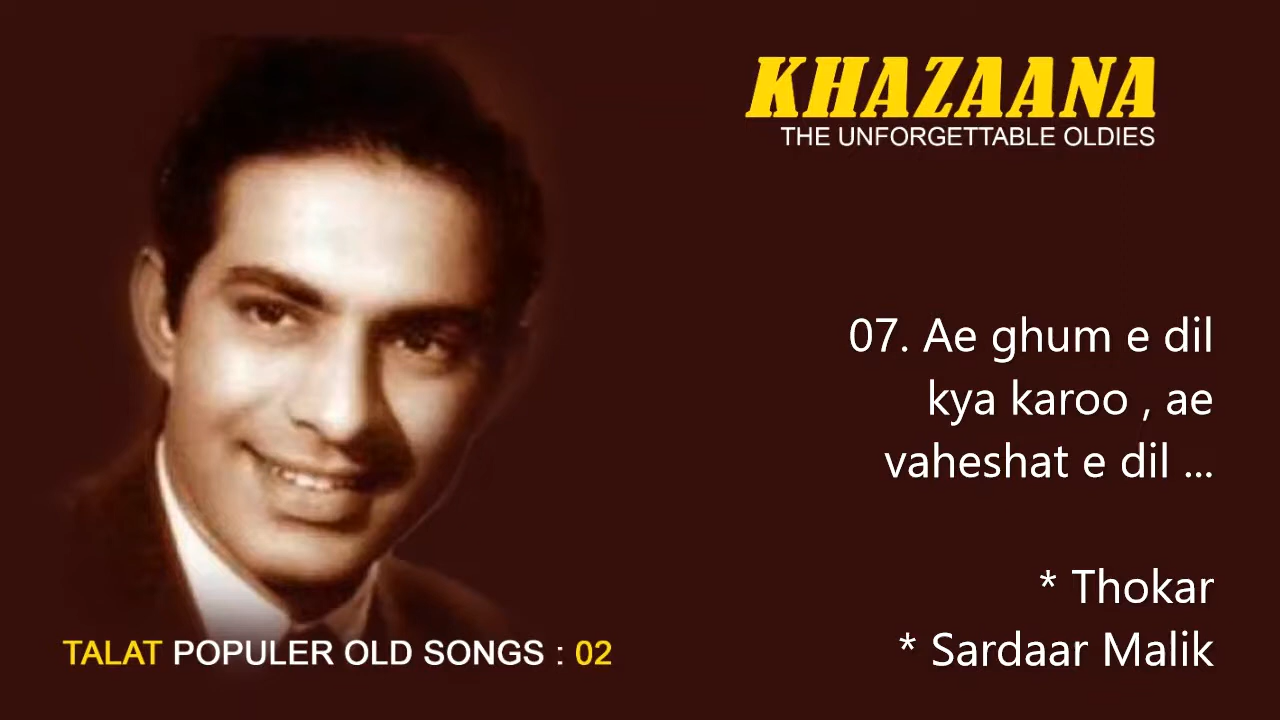 KHAZAANA
THE UNFORGETTABLE OLDIES
07. Ae ghum e dil
kya karoo , ae
vaheshat e dil ...
* Thokar
* Sardaar Malik
TALAT POPULER OLD SONGS : 02